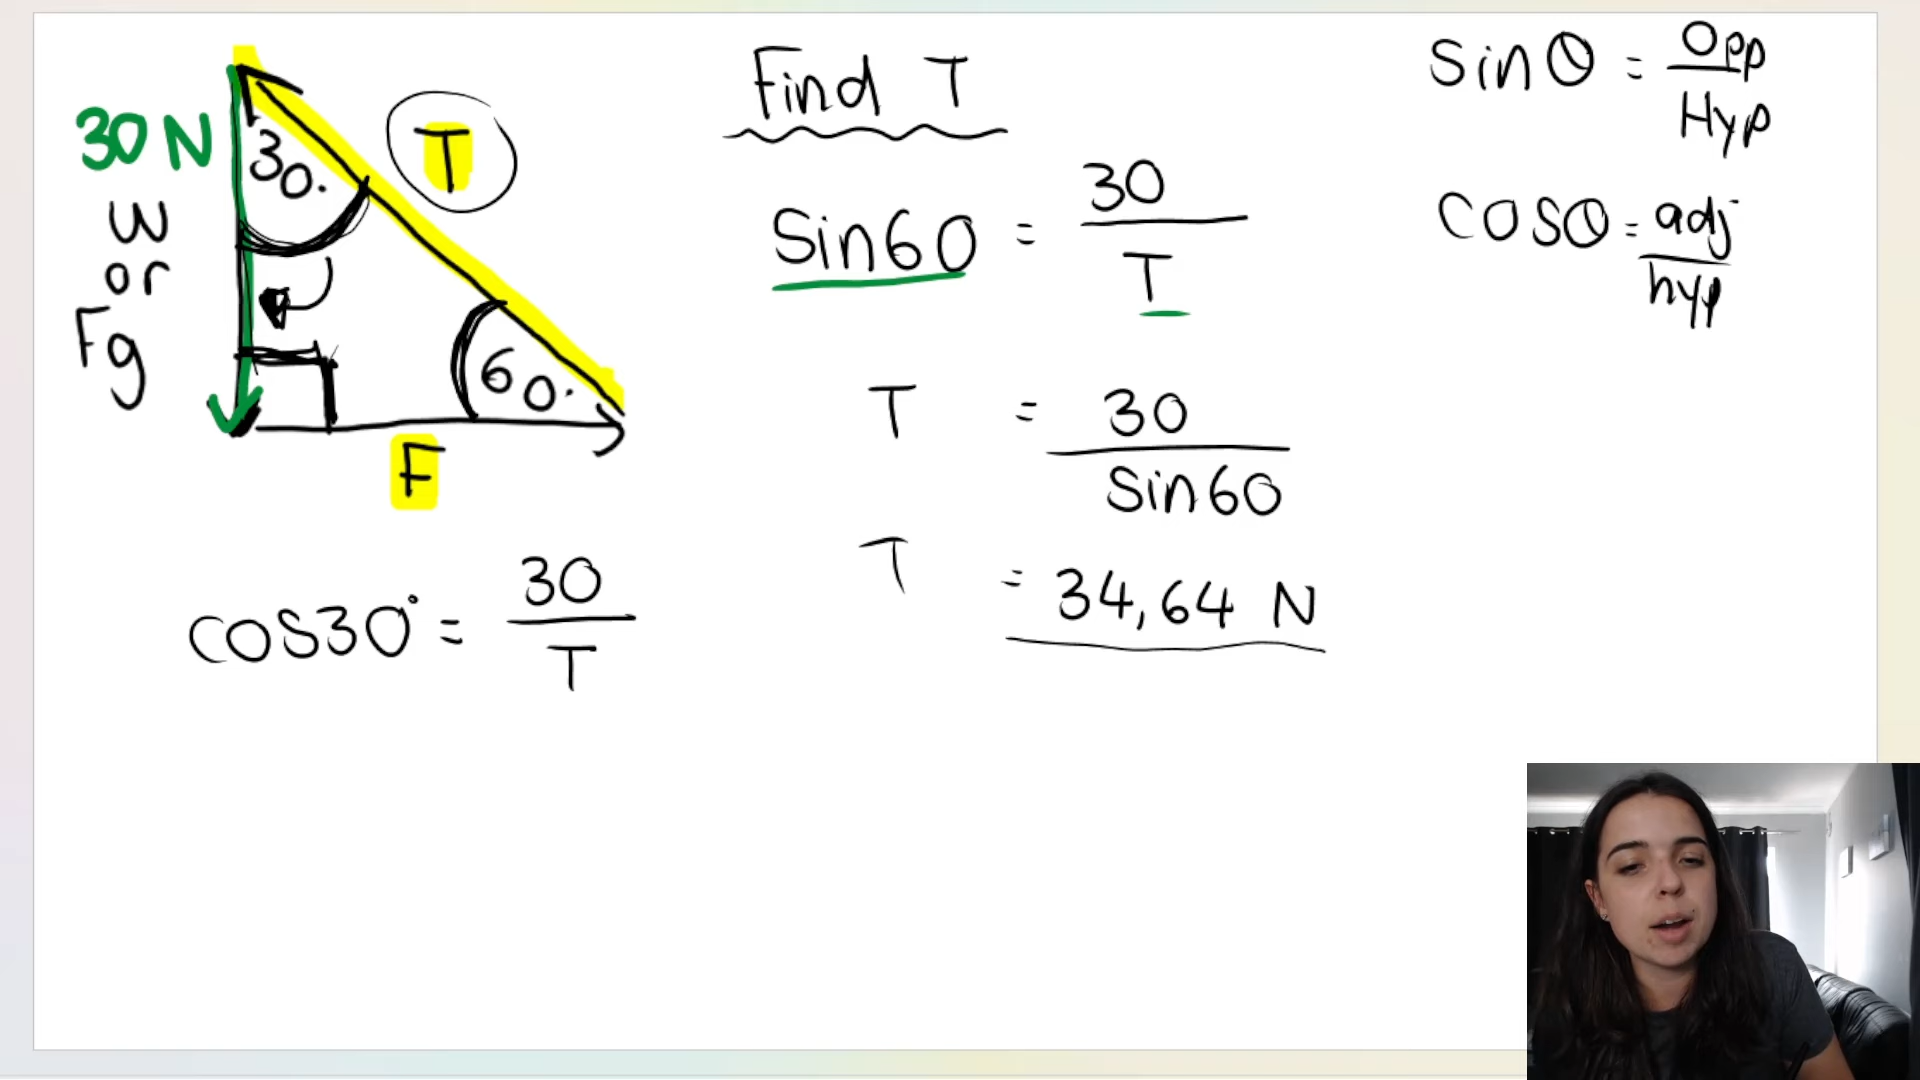 30 N
W
or
Fg
30°
T
60°
F
cos30° = 30
T
Find T
Sin60 = 30
T
T = 30
Sin60
T = 34,64 N
Sin θ = Opp
Hyp
cosθ = adj
hyp